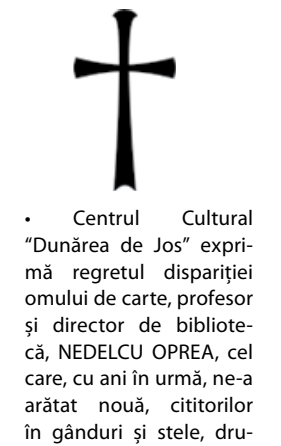 • Centrul Cultural
“Dunărea de Jos” expri-
mă regretul dispariției
omului de carte, profesor
și director de bibliote-
că, NEDELCU OPREA, cel
care, cu ani în urmă, ne-a
arătat nouă, cititorilor
în gânduri și stele, dru-